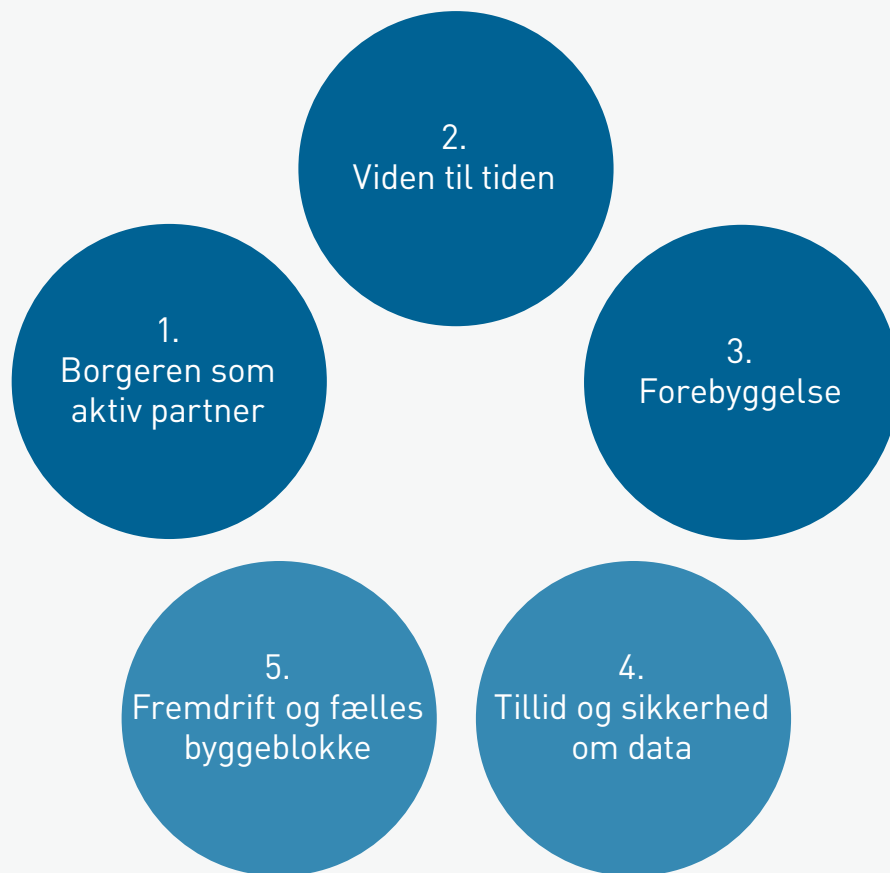 1.
Borgeren som
aktiv partner
2.
Viden til tiden
3.
Forebyggelse
4.
Tillid og sikkerhed
om data
5.
Fremdrift og fælles
byggeblokke